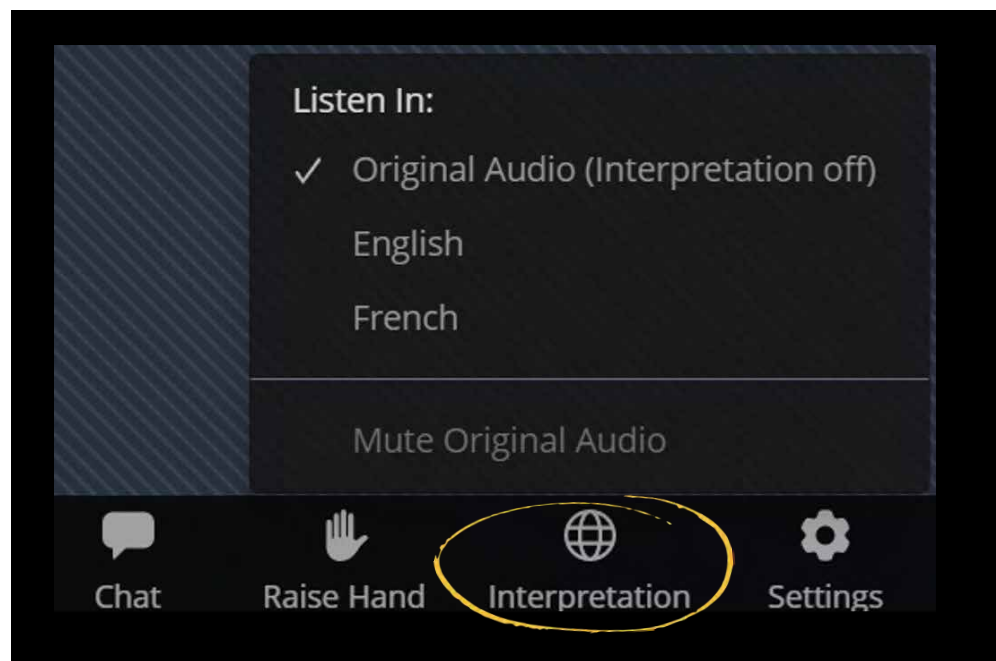 Listen In:
Original Audio (Interpretation off)
English
French
Mute Original Audio
Chat Raise Hand Interpretation Settings